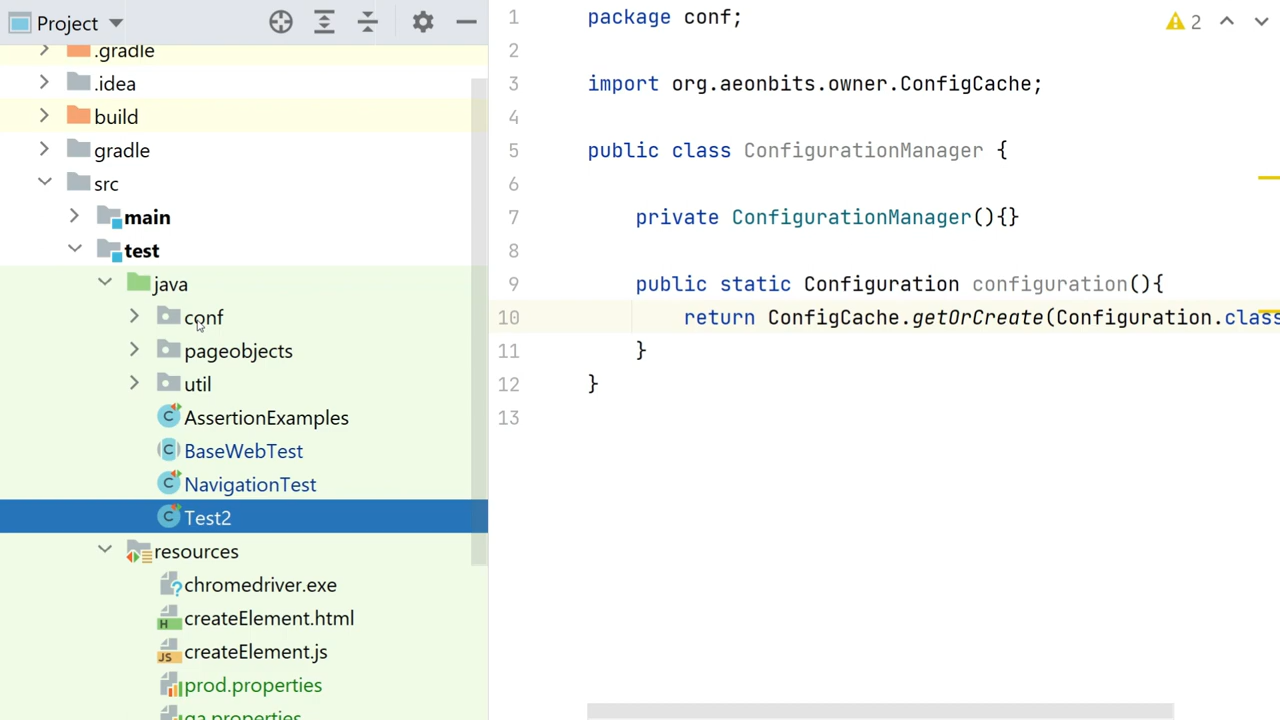 Project
.gradle
.idea
build
gradle
src
main
test
java
conf
pageobjects
util
AssertionExamples
BaseWebTest
NavigationTest
Test2
resources
chromedriver.exe
createElement.html
createElement.js
prod.properties
qa.properties
1 package conf;
2
3 import org.aeonbits.owner.ConfigCache;
4
5 public class ConfigurationManager {
6
7 private ConfigurationManager(){}
8
9 public static Configuration configuration(){
10 return ConfigCache.getOrCreate(Configuration.class
11 }
12 }
13
2